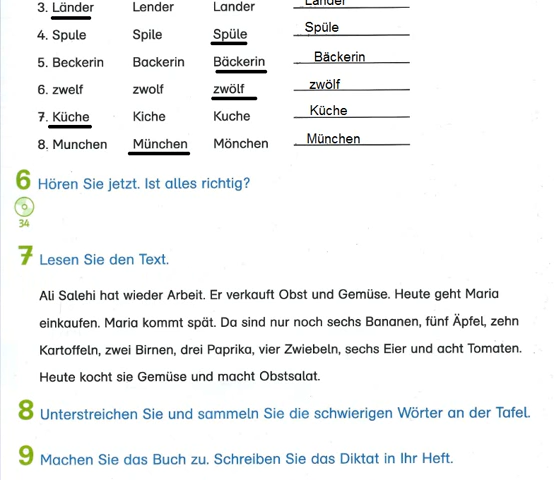 3. Länder Lender Lander Länder
4. Spule Spile Spüle Spüle
5. Beckerin Backerin Bäckerin Bäckerin
6. zwelf zwolf zwölf zwölf
7. Küche Kiche Kuche Küche
8. Munchen München Mönchen München
6 Hören Sie jetzt. Ist alles richtig?
34
7 Lesen Sie den Text.
Ali Salehi hat wieder Arbeit. Er verkauft Obst und Gemüse. Heute geht Maria
einkaufen. Maria kommt spät. Da sind nur noch sechs Bananen, fünf Äpfel, zehn
Kartoffeln, zwei Birnen, drei Paprika, vier Zwiebeln, sechs Eier und acht Tomaten.
Heute kocht sie Gemüse und macht Obstsalat.
8 Unterstreichen Sie und sammeln Sie die schwierigen Wörter an der Tafel.
9 Machen Sie das Buch zu. Schreiben Sie das Diktat in Ihr Heft.